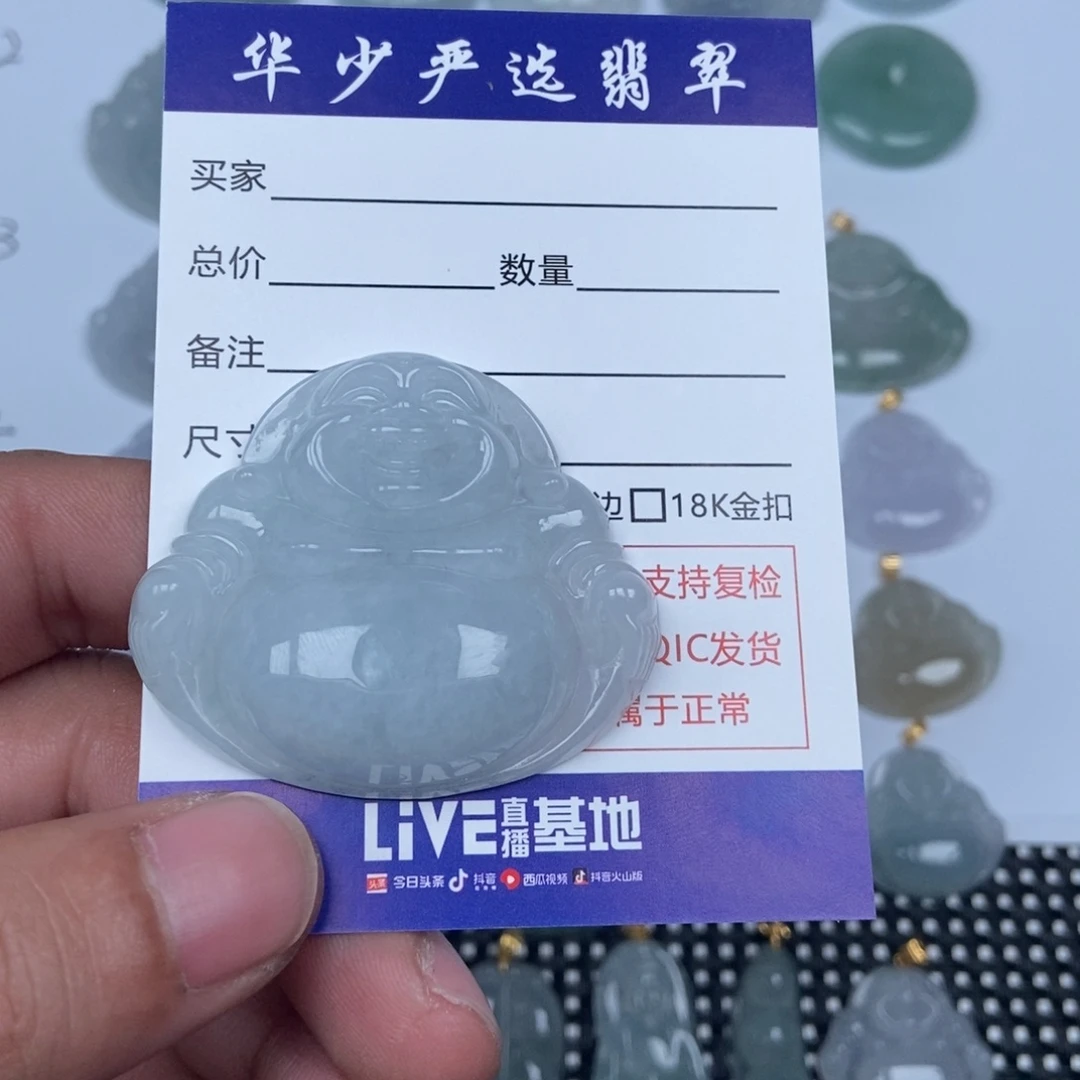 华少严选翡翠
买家
总价 数量
备注
尺寸
边□18K金扣
支持复检
QIC发货
属于正常
LiVE直播基地
头条 今日头条 抖音 西瓜视频 抖音火山版